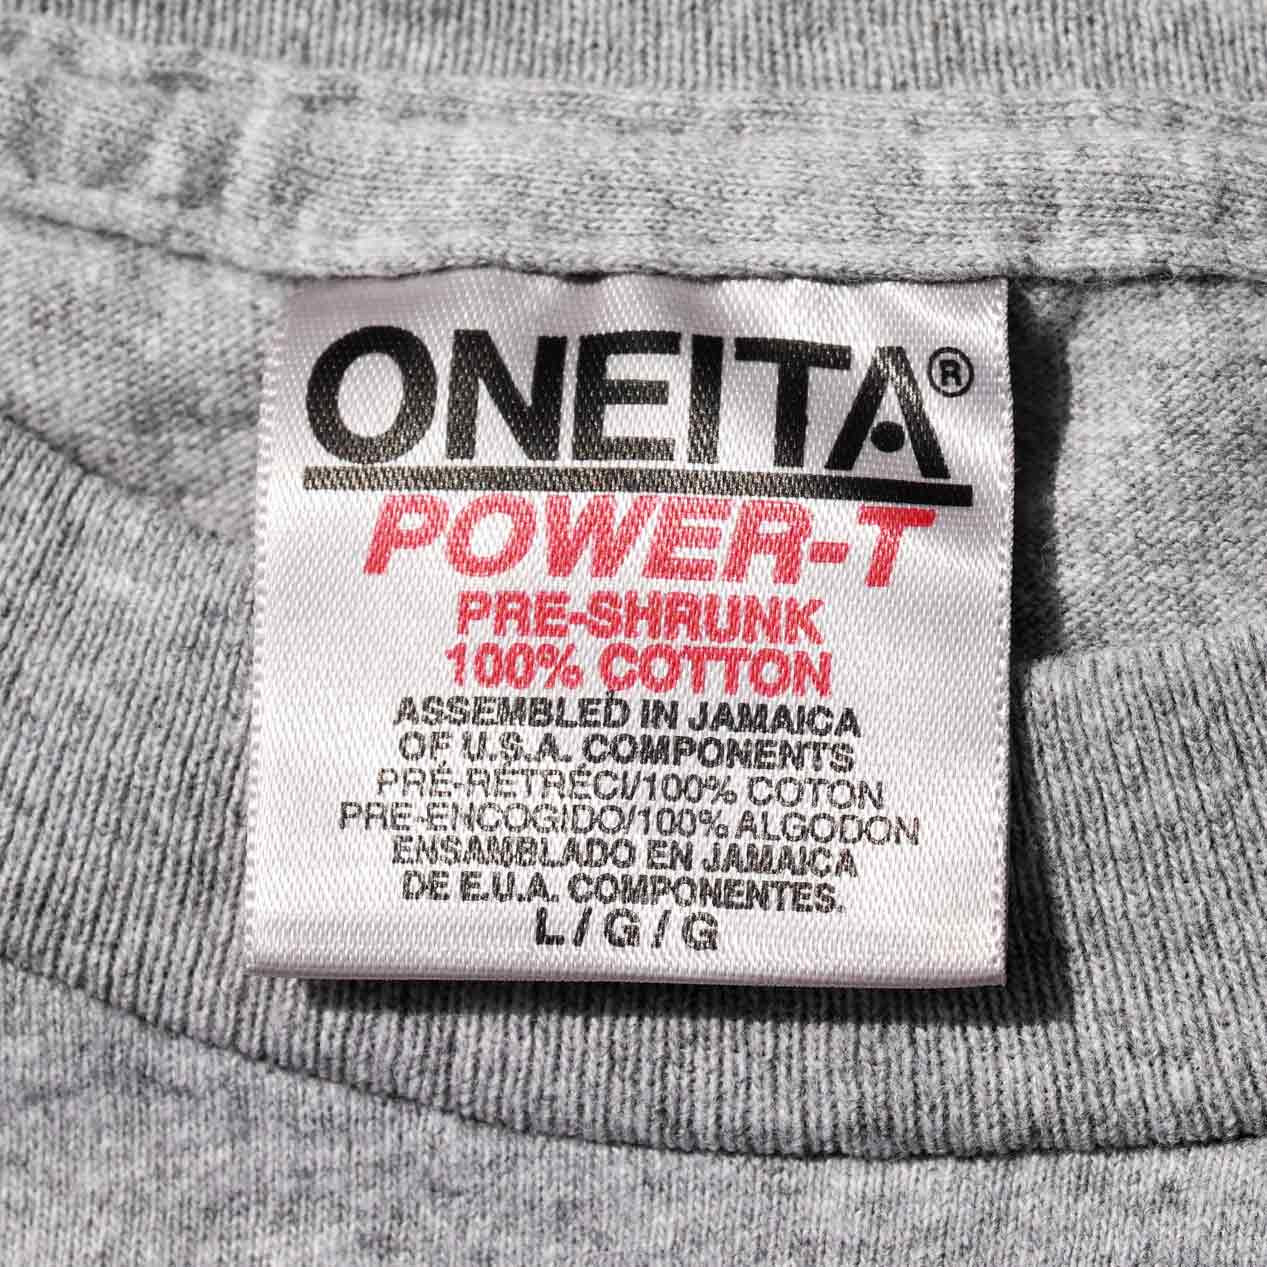 ONEITA®
POWER-T
PRE-SHRUNK
100% COTTON
ASSEMBLED IN JAMAICA
OF U.S.A. COMPONENTS
PRÉ-RÉTRÉCI/100% COTON
PRE-ENCOGIDO/100% ALGODON
ENSAMBLADO EN JAMAICA
DE E.U.A. COMPONENTES.
L/G/G